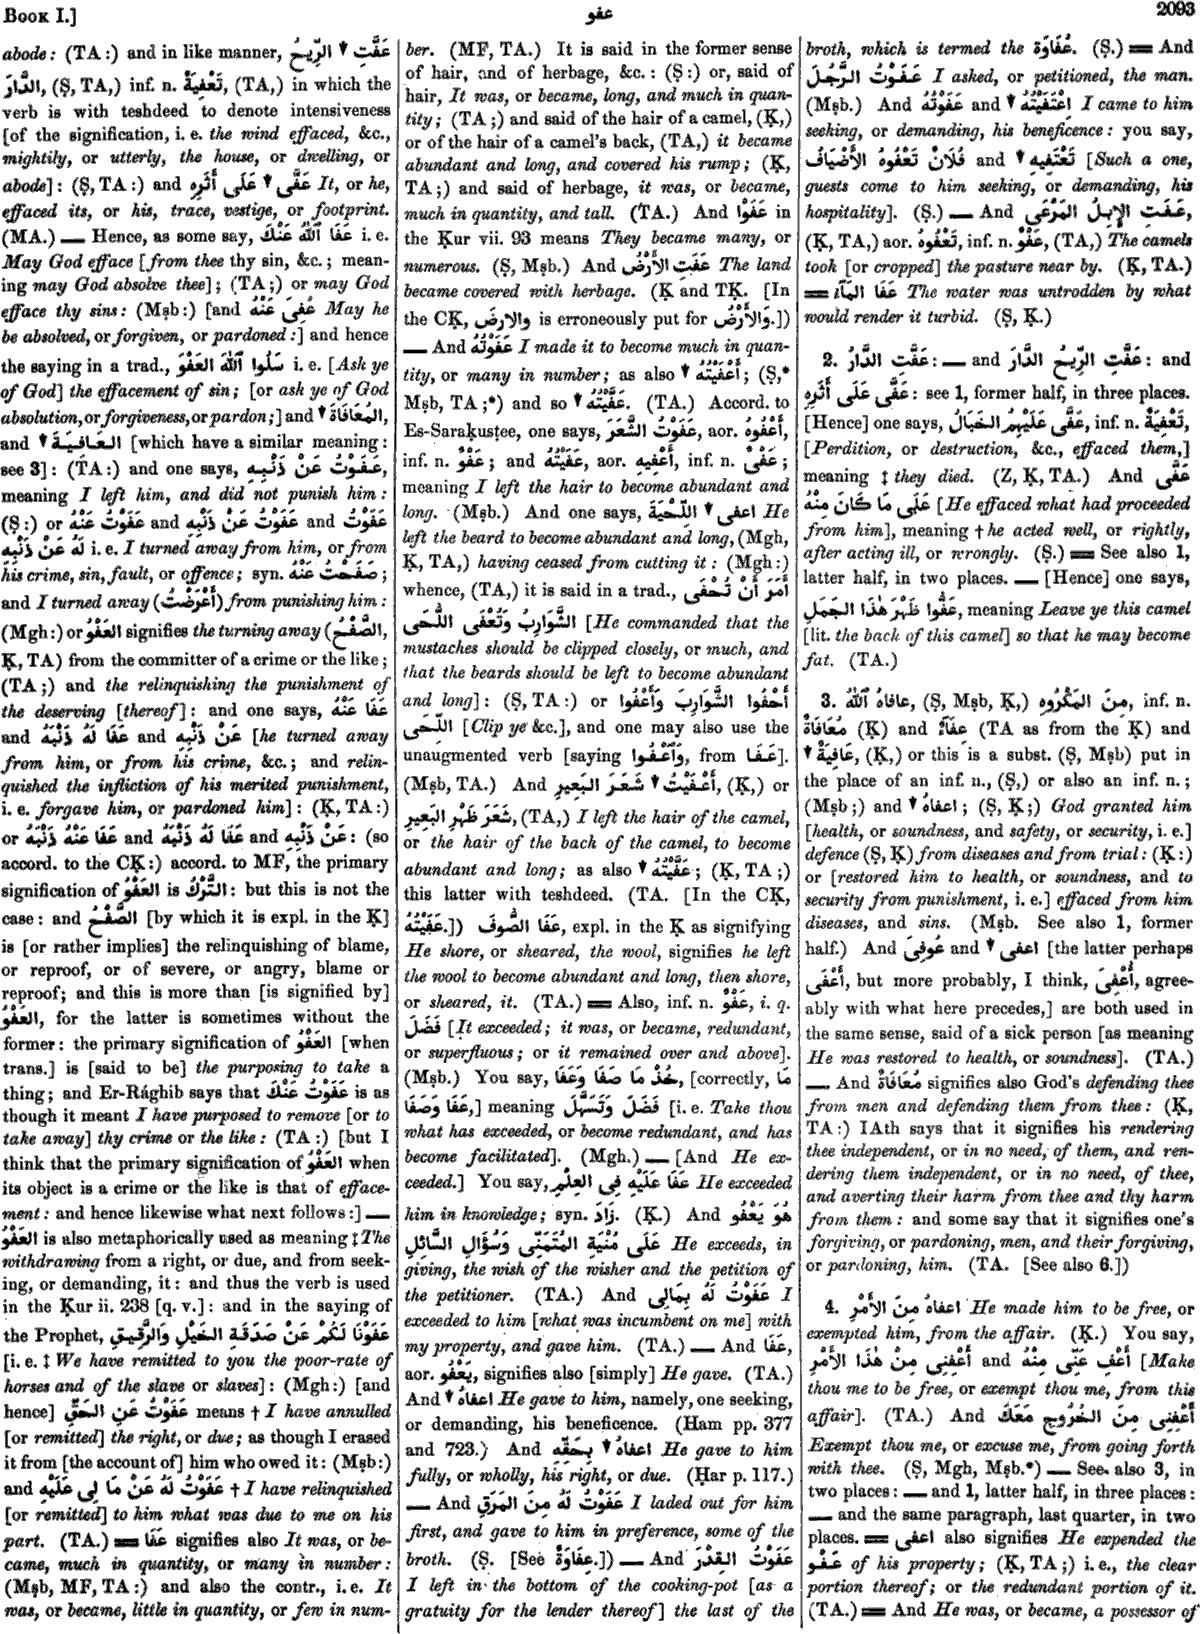 BOOK I.]
عفو
2093
abode: (TA:) and in like manner, عَفَّتِ ↓ الرِّيحُ
الدَّارَ, (Ṣ, TA,) inf. n. تَعْفِيَةٌ, (TA,) in which the
verb is with teshdeed to denote intensiveness
[of the signification, i. e. the wind effaced, &c.,
mightily, or utterly, the house, or dwelling, or
abode]: (Ṣ, TA:) and عَفَّى ↓ عَلَى أَثَرِهِ It, or he,
effaced its, or his, trace, vestige, or footprint.
(MA.) — Hence, as some say, عَفَا ٱللّٰهُ عَنْكَ i. e.
May God efface [from thee thy sin, &c.; mean-
ing may God absolve thee]; (TA;) or may God
efface thy sins: (Mṣb:) [and عُفِىَ عَنْهُ May he
be absolved, or forgiven, or pardoned:] and hence
the saying in a trad., سَلُوا ٱللّٰهَ العَفْوَ i. e. [Ask ye
of God] the effacement of sin; [or ask ye of God
absolution, or forgiveness, or pardon;] and ↓ المُعَافَاةَ,
and ↓ العَافِيَةَ [which have a similar meaning:
see 3]: (TA:) and one says, عَفَوْتُ عَنْ ذَنْبِهِ,
meaning I left him, and did not punish him:
(Ṣ:) or عَفَوْتُ عَنْهُ and عَفَوْتُ عَنْ ذَنْبِهِ and عَفَوْتُ
لَهُ عَنْ ذَنْبِهِ i. e. I turned away from him, or from
his crime, sin, fault, or offence; syn. صَفَحْتُ عَنْهُ;
and I turned away (أَعْرَضْتُ) from punishing him:
(Mgh:) or العَفْوُ signifies the turning away (الصَّفْحُ,
Ḳ, TA) from the committer of a crime or the like;
(TA;) and the relinquishing the punishment of
the deserving [thereof]: and one says, عَفَا عَنْهُ
and عَنْ ذَنْبِهِ and عَفَا لَهُ ذَنْبَهُ [he turned away
from him, or from his crime, &c.; and relin-
quished the infliction of his merited punishment,
i. e. forgave him, or pardoned him]: (Ḳ, TA:)
or عَفَا عَنْهُ ذَنْبَهُ and عَفَا لَهُ ذَنْبَهُ and عَنْ ذَنْبِهِ: (so
accord. to the CḲ:) accord. to MF, the primary
signification of العَفْوُ is التَّرْكُ: but this is not the
case: and الصَّفْحُ [by which it is expl. in the Ḳ]
is [or rather implies] the relinquishing of blame,
or reproof, or of severe, or angry, blame or
reproof; and this is more than [is signified by]
العَفْوُ, for the latter is sometimes without the
former: the primary signification of العَفْوُ [when
trans.] is [said to be] the purposing to take a
thing; and Er-Rághib says that عَفَوْتُ عَنْكَ is as
though it meant I have purposed to remove [or to
take away] thy crime or the like: (TA:) [but I
think that the primary signification of العَفْوُ when
its object is a crime or the like is that of efface-
ment: and hence likewise what next follows:] —
العَفْوُ is also metaphorically used as meaning ‡ The
withdrawing from a right, or due, and from seek-
ing, or demanding, it: and thus the verb is used
in the Ḳur ii. 238 [q. v.]: and in the saying of
the Prophet, عَفَوْنَا لَكُمْ عَنْ صَدَقَةِ الخَيْلِ وَالرَّقِيقِ
[i. e. ‡ We have remitted to you the poor-rate of
horses and of the slave or slaves]: (Mgh:) [and
hence] عَفَوْتُ عَنِ الحَقِّ means † I have annulled
[or remitted] the right, or due; as though I erased
it from [the account of] him who owed it: (Mṣb:)
and عَفَوْتُ لَهُ عَنْ مَا لِى عَلَيْهِ † I have relinquished
[or remitted] to him what was due to me on his
part. (TA.) ═ عَفَا signifies also It was, or be-
came, much in quantity, or many in number:
(Mṣb, MF, TA:) and also the contr., i. e. It
was, or became, little in quantity, or few in num-
ber. (MF, TA.) It is said in the former sense
of hair, and of herbage, &c.: (Ṣ:) or, said of
hair, It was, or became, long, and much in quan-
tity; (TA;) and said of the hair of a camel, (Ḳ,)
or of the hair of a camel's back, (TA,) it became
abundant and long, and covered his rump; (Ḳ,
TA;) and said of herbage, it was, or became,
much in quantity, and tall. (TA.) And عَفَوْا in
the Ḳur vii. 93 means They became many, or
numerous. (Ṣ, Mṣb.) And عَفَتِ الأَرْضُ The land
became covered with herbage. (Ḳ and TḲ. [In
the CḲ, والارضَ is erroneously put for وَالأَرْضُ.])
— And عَفَوْتُهُ I made it to become much in quan-
tity, or many in number; as also ↓ أَعْفَيْتُهُ; (Ṣ,*
Mṣb, TA;*) and so ↓ عَفَّيْتُهُ. (TA.) Accord. to
Es-Saraḳusṭee, one says, عَفَوْتُ الشَّعَرَ, aor. أَعْفُوهُ,
inf. n. عَفْوٌ; and عَفَيْتُهُ, aor. أَعْفِيهِ, inf. n. عَفْىٌ;
meaning I left the hair to become abundant and
long. (Mṣb.) And one says, اعفى ↓ اللِّحْيَةَ He
left the beard to become abundant and long, (Mgh,
Ḳ, TA,) having ceased from cutting it: (Mgh:)
whence, (TA,) it is said in a trad., أَمَرَ أَنْ تُحْفَى
الشَّوَارِبُ وَتُعْفَى اللُّحَى [He commanded that the
mustaches should be clipped closely, or much, and
that the beards should be left to become abundant
and long]: (Ṣ, TA:) or أَحْفُوا الشَّوَارِبَ وَأَعْفُوا
اللِّحَى [Clip ye &c.], and one may also use the
unaugmented verb [saying وَٱعْفُوا, from عَفَا].
(Mṣb, TA.) And أَعْفَيْتُ ↓ شَعَرَ البَعِيرِ, (Ḳ,) or
شَعَرَ ظَهْرِ البَعِيرِ, (TA,) I left the hair of the camel,
or the hair of the back of the camel, to become
abundant and long; as also ↓ عَفَّيْتُهُ; (Ḳ, TA;)
this latter with teshdeed. (TA. [In the CḲ,
عَفَيْتُهُ.]) عَفَا الصُّوفَ, expl. in the Ḳ as signifying
He shore, or sheared, the wool, signifies he left
the wool to become abundant and long, then shore,
or sheared, it. (TA.) ═ Also, inf. n. عَفْوٌ, i. q.
فَضَلَ [It exceeded; it was, or became, redundant,
or superfluous; or it remained over and above].
(Mṣb.) You say, خُذْ مَا صَفَا وَعَفَا, [correctly, مَا
عَفَا وَصَفَا,] meaning فَضَلَ وَتَسَهَّلَ [i. e. Take thou
what has exceeded, or become redundant, and has
become facilitated]. (Mgh.) — [And He ex-
ceeded.] You say, عَفَا عَلَيْهِ فِى العِلْمِ He exceeded
him in knowledge; syn. زَادَ. (Ḳ.) And هُوَ يَعْفُو
عَلَى مُنْيَةِ المُتَمَنِّى وَسُؤَالِ السَّائِلِ He exceeds, in
giving, the wish of the wisher and the petition of
the petitioner. (TA.) And عَفَوْتُ لَهُ بِمَالِى I
exceeded to him [what was incumbent on me] with
my property, and gave him. (TA.) — And عَفَا,
aor. يَعْفُو, signifies also [simply] He gave. (TA.)
And ↓ اعفاهُ He gave to him, namely, one seeking,
or demanding, his beneficence. (Ham pp. 377
and 723.) And اعفاهُ ↓ بِحَقِّهِ He gave to him
fully, or wholly, his right, or due. (Ḥar p. 117.)
— And عَفَوْتُ لَهُ مِنَ المَرَقِ I laded out for him
first, and gave to him in preference, some of the
broth. (Ṣ. [See عِفَاوَةٌ.]) — And عَفَوْتُ القِدْرَ
I left in the bottom of the cooking-pot [as a
gratuity for the lender thereof] the last of the
broth, which is termed the عُفَاوَة. (Ṣ.) ═ And
عَفَوْتُ الرَّجُلَ I asked, or petitioned, the man.
(Mṣb.) And عَفَوْتُهُ and ↓ اِعْتَفَيْتُهُ I came to him
seeking, or demanding, his beneficence: you say,
فُلَانٌ تَعْفُوهُ الأَضْيَافُ and ↓ تَعْتَفِيهِ [Such a one,
guests come to him seeking, or demanding, his
hospitality]. (Ṣ.) — And عَفَتِ الإِبِلُ المَرْعَى,
(Ḳ, TA,) aor. تَعْفُوهُ, inf. n. عَفْوٌ, (TA,) The camels
took [or cropped] the pasture near by. (Ḳ, TA.)
═ عَفَا المَآءُ The water was untrodden by what
would render it turbid. (Ṣ, Ḳ.)
2. عَفَّتِ الدَّارُ: — and عَفَّتِ الرِّيحُ الدَّارَ: and
عَفَّى عَلَى أَثَرِهِ: see 1, former half, in three places.
[Hence] one says, عَفَّى عَلَيْهِمُ الخَبَالُ, inf. n. تَعْفِيَةٌ,
[Perdition, or destruction, &c., effaced them,]
meaning ‡ they died. (Z, Ḳ, TA.) And عَفَّى
عَلَى مَا كَانَ مِنْهُ [He effaced what had proceeded
from him], meaning † he acted well, or rightly,
after acting ill, or wrongly. (Ṣ.) ═ See also 1,
latter half, in two places. — [Hence] one says,
عَفُّوا ظَهْرَ هٰذَا الجَمَلِ, meaning Leave ye this camel
[lit. the back of this camel] so that he may become
fat. (TA.)
3. عافاهُ ٱللّٰهُ, (Ṣ, Mṣb, Ḳ,) مِنَ المَكْرُوهِ, inf. n.
مُعَافَاةٌ (Ḳ) and عِفَآءٌ (TA as from the Ḳ) and
↓ عَافِيَةٌ, (Ḳ,) or this is a subst. (Ṣ, Mṣb) put in
the place of an inf. n., (Ṣ,) or also an inf. n.;
(Mṣb;) and ↓ اعفاهُ; (Ṣ, Ḳ;) God granted him
[health, or soundness, and safety, or security, i. e.]
defence (Ṣ, Ḳ) from diseases and from trial: (Ḳ:)
or [restored him to health, or soundness, and to
security from punishment, i. e.] effaced from him
diseases, and sins. (Mṣb. See also 1, former
half.) And عُوفِىَ and ↓ اعفى [the latter perhaps
أَعْفَى, but more probably, I think, أُعْفِىَ, agree-
ably with what here precedes,] are both used in
the same sense, said of a sick person [as meaning
He was restored to health, or soundness]. (TA.)
— And مُعَافَاةٌ signifies also God's defending thee
from men and defending them from thee: (Ḳ,
TA:) IAth says that it signifies his rendering
thee independent, or in no need, of them, and ren-
dering them independent, or in no need, of thee,
and averting their harm from thee and thy harm
from them: and some say that it signifies one's
forgiving, or pardoning, men, and their forgiving,
or pardoning, him. (TA. [See also 6.])
4. اعفاهُ مِنَ الأَمْرِ He made him to be free, or
exempted him, from the affair. (Ḳ.) You say,
أَعْفِنِى مِنْ هٰذَا الأَمْرِ and أَعْفِ عَنِّى مِنْهُ [Make
thou me to be free, or exempt thou me, from this
affair]. (TA.) And أَعْفِنِى مِنَ الخُرُوجِ مَعَكَ
Exempt thou me, or excuse me, from going forth
with thee. (Ṣ, Mgh, Mṣb.*) — See also 3, in
two places: — and 1, latter half, in three places:
— and the same paragraph, last quarter, in two
places. ═ اعفى also signifies He expended the
عَفْو of his property; (Ḳ, TA;) i. e., the clear
portion thereof; or the redundant portion of it.
(TA.) ═ And He was, or became, a possessor of